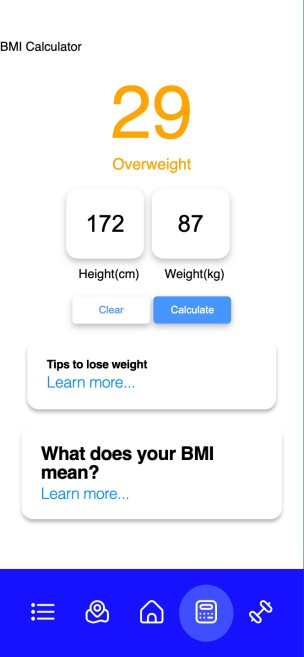 BMI Calculator
29
Overweight
172 87
Height(cm) Weight(kg)
Clear Calculate
Tips to lose weight
Learn more...
What does your BMI
mean?
Learn more...